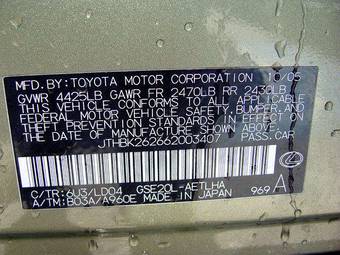 MFD. BY: TOYOTA MOTOR CORPORATION 10/05
GVWR 4425LB GAWR FR 2470LB RR 2430LB
THIS VEHICLE CONFORMS TO ALL APPLICABLE
FEDERAL MOTOR VEHICLE SAFETY, BUMPER, AND
THEFT PREVENTION STANDARDS IN EFFECT ON
THE DATE OF MANUFACTURE SHOWN ABOVE.
JTHBK262662003407 PASS.CAR
C/TR: 6U3/LD04 GSE20L-AETLHA
A/TM: B03A/A960E MADE IN JAPAN 969 A